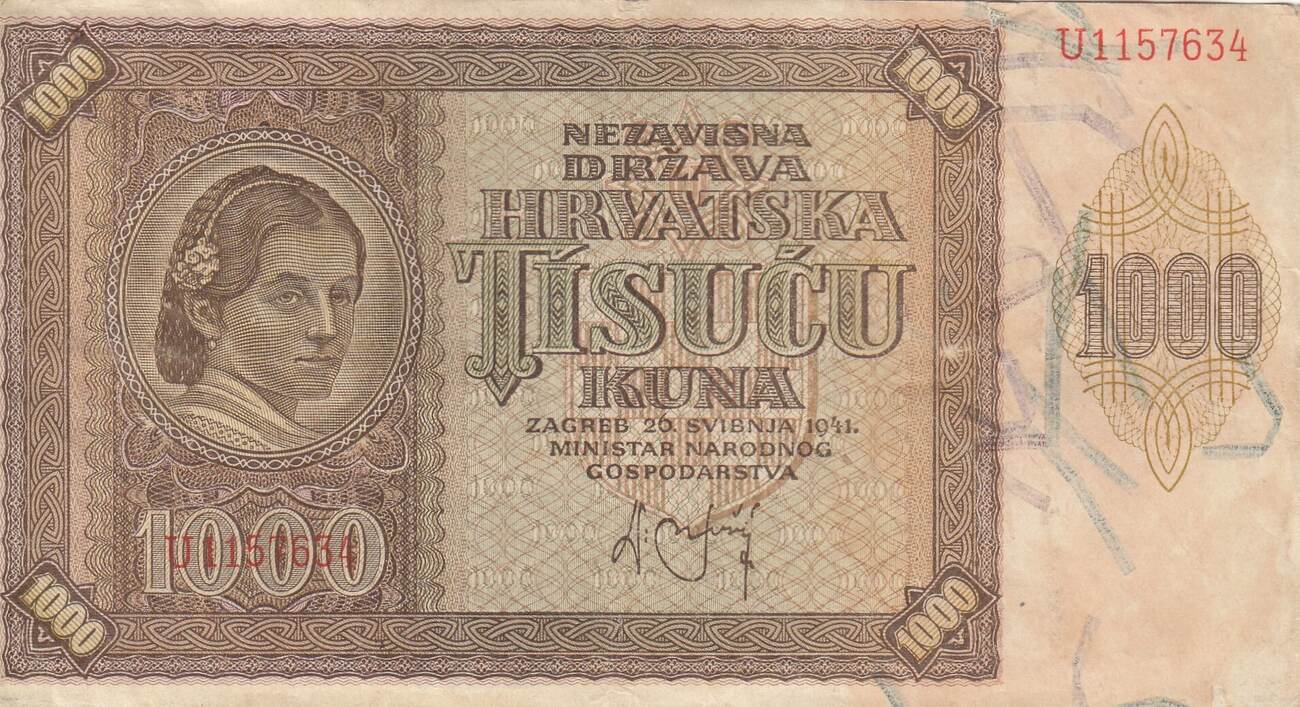 U1157634
1000
1000
NEZAVISNA
DRŽAVA
HRVATSKA
TISUĆU
KUNA
ZAGREB 26. SVIBNJA 1941.
MINISTAR NARODNOG
GOSPODARSTVA
1000
1000
U1157634
1000
1000